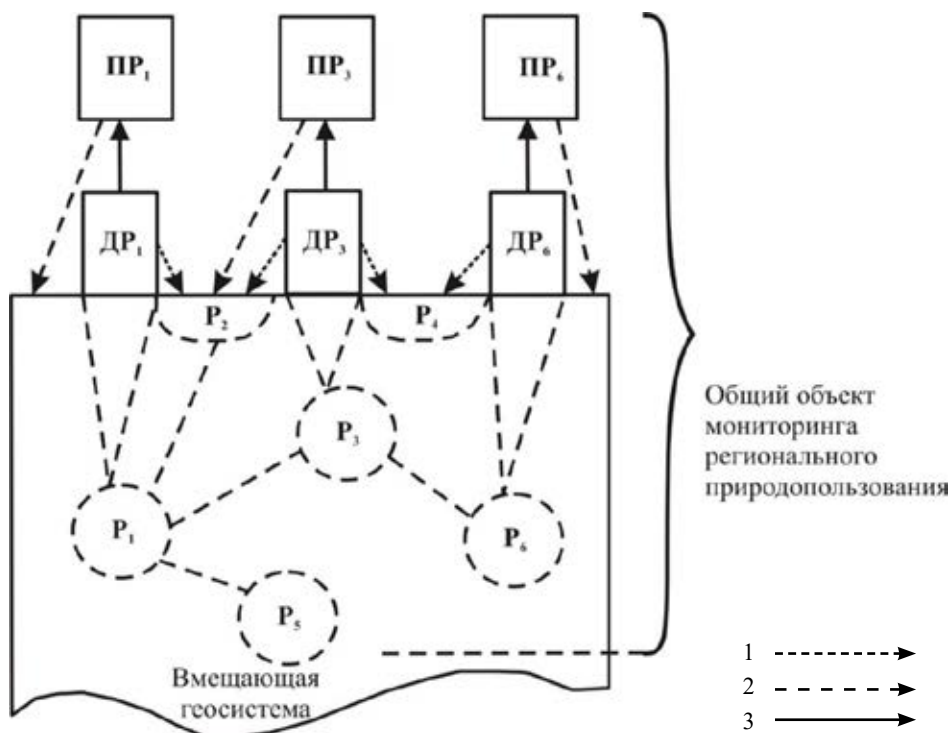 ПР₁ ПР₃ ПР₆
ДР₁ ДР₃ ДР₆
Р₂ Р₄
Р₃
Р₁ Р₆
Р₅
Общий объект
мониторинга
регионального
природопользования
Вмещающая
геосистема
1
2
3